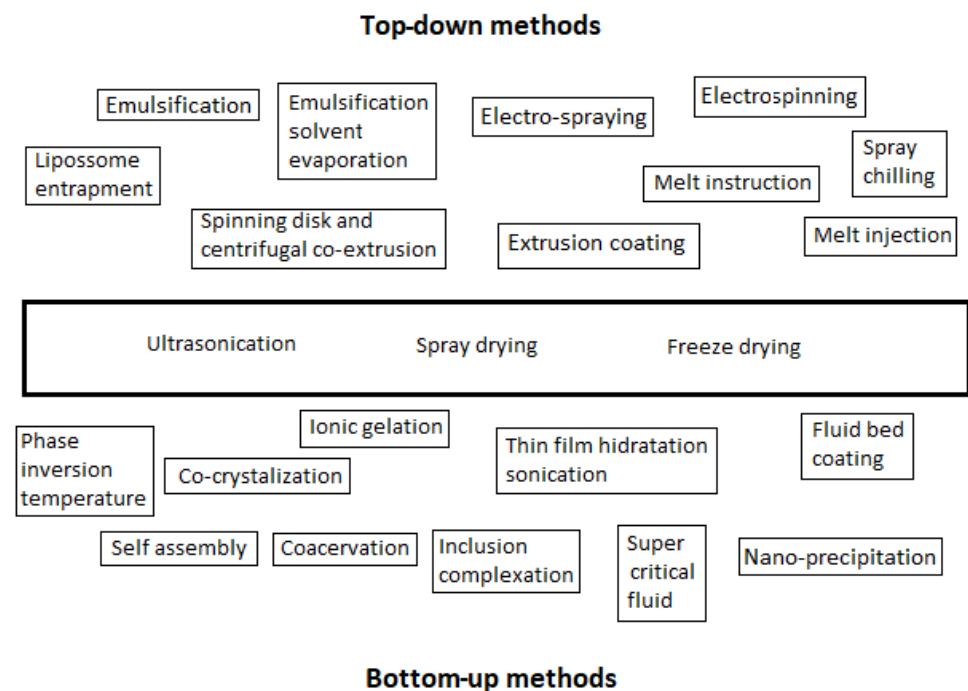 Top-down methods
Emulsification
Emulsification
solvent
evaporation
Electro-spraying
Electrospinning
Lipossome
entrapment
Melt instruction
Spray
chilling
Spinning disk and
centrifugal co-extrusion
Extrusion coating
Melt injection
Ultrasonication
Spray drying
Freeze drying
Phase
inversion
temperature
Ionic gelation
Co-crystalization
Thin film hidratation
sonication
Fluid bed
coating
Self assembly
Coacervation
Inclusion
complexation
Super
critical
fluid
Nano-precipitation
Bottom-up methods